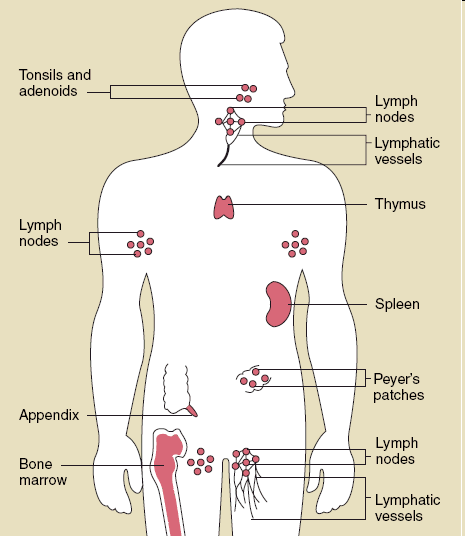 Tonsils and
adenoids
Lymph
nodes
Lymphatic
vessels
Thymus
Lymph
nodes
Spleen
Peyer's
patches
Appendix
Lymph
nodes
Bone
marrow
Lymphatic
vessels